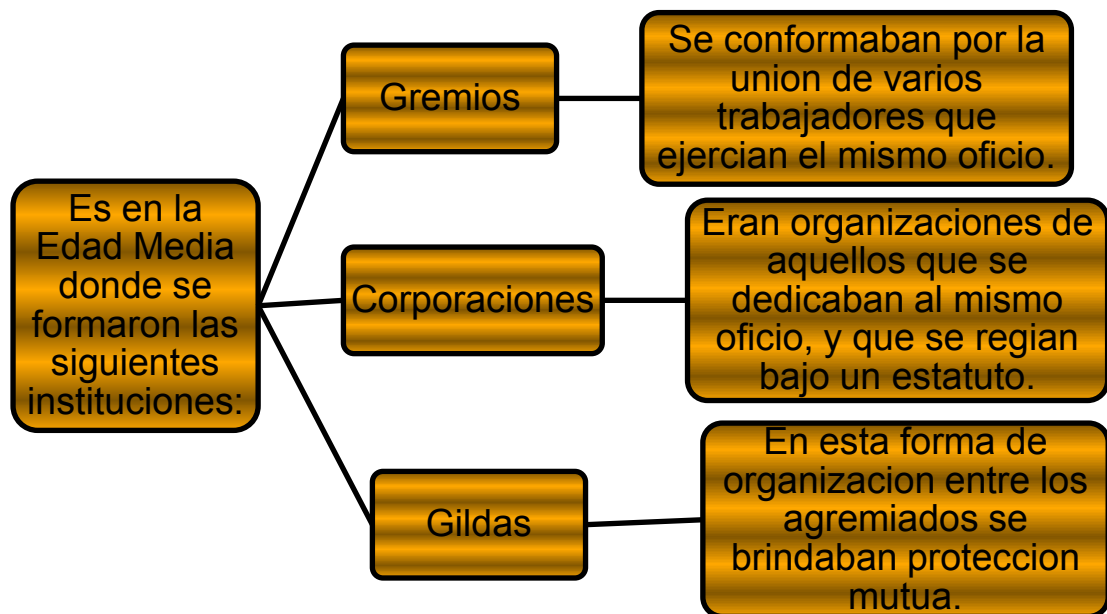 Es en la
Edad Media
donde se
formaron las
siguientes
instituciones:
Gremios
Se conformaban por la
union de varios
trabajadores que
ejercian el mismo oficio.
Corporaciones
Eran organizaciones de
aquellos que se
dedicaban al mismo
oficio, y que se regian
bajo un estatuto.
Gildas
En esta forma de
organizacion entre los
agremiados se
brindaban proteccion
mutua.